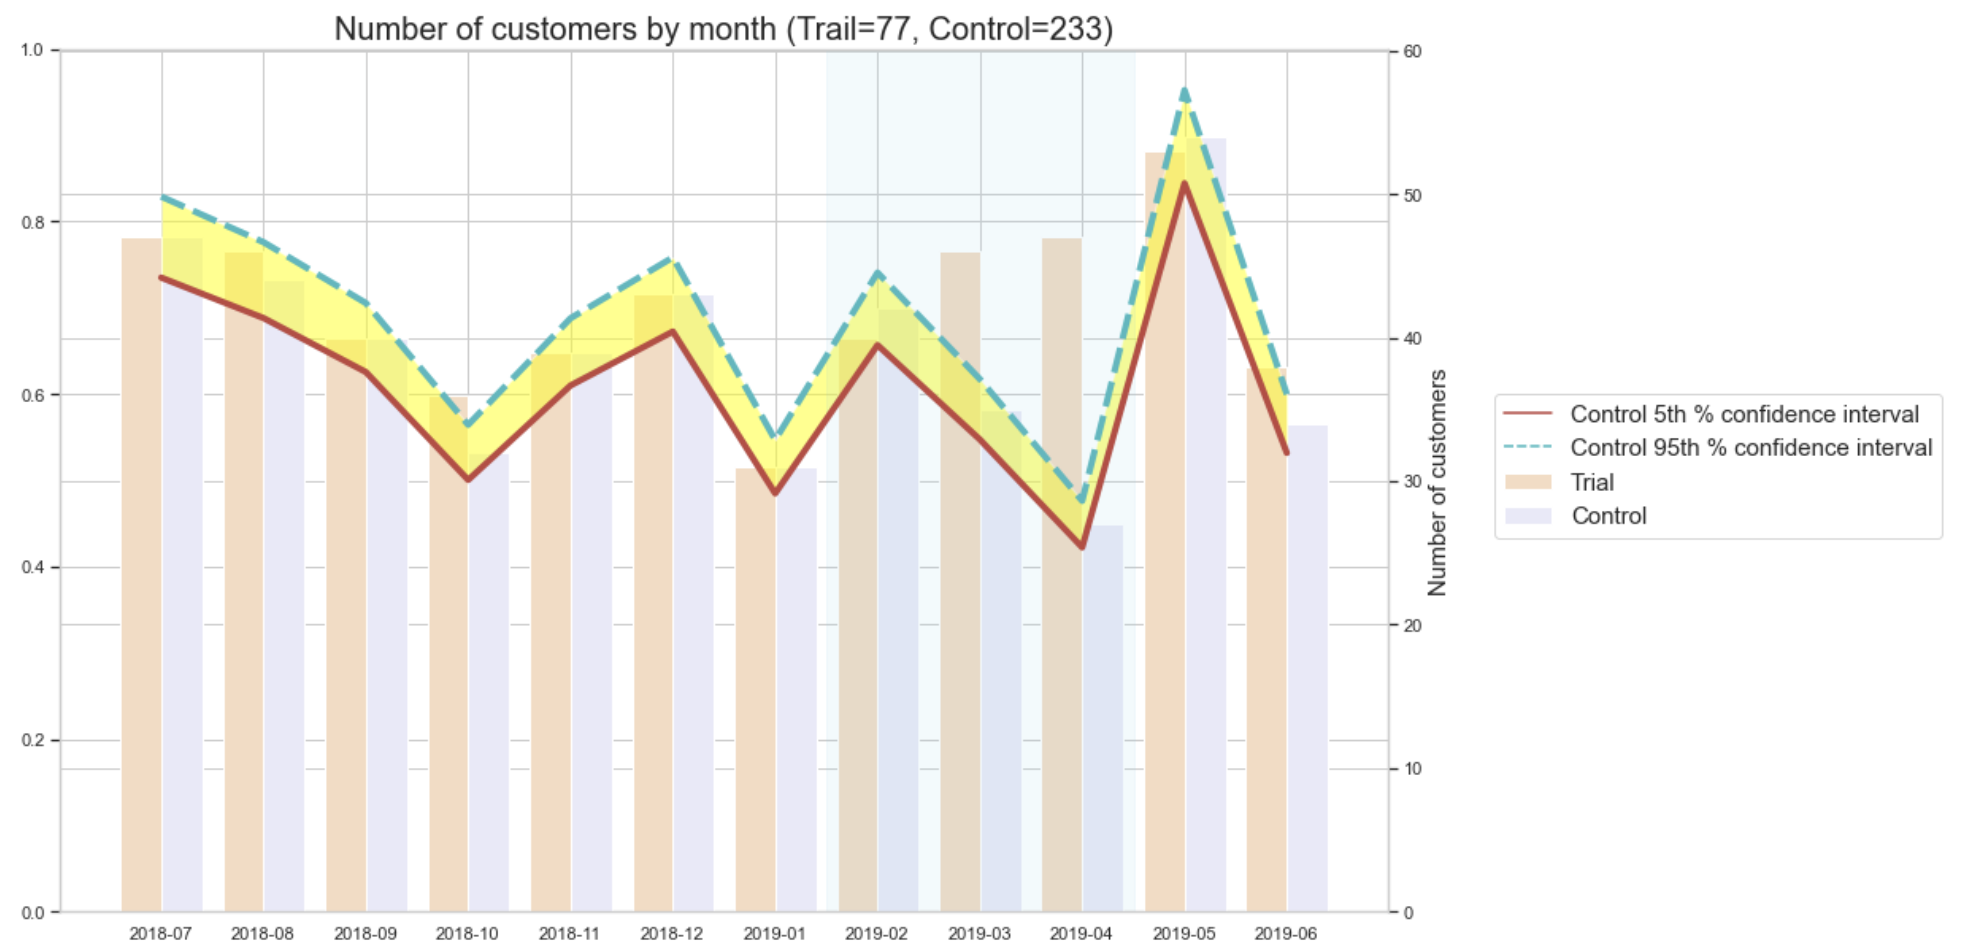 Number of customers by month (Trail=77, Control=233)
1.0
0.8
0.6
0.4
0.2
0.0
60
50
40
30
20
10
0
Number of customers
2018-07 2018-08 2018-09 2018-10 2018-11 2018-12 2019-01 2019-02 2019-03 2019-04 2019-05 2019-06
Control 5th % confidence interval
Control 95th % confidence interval
Trial
Control